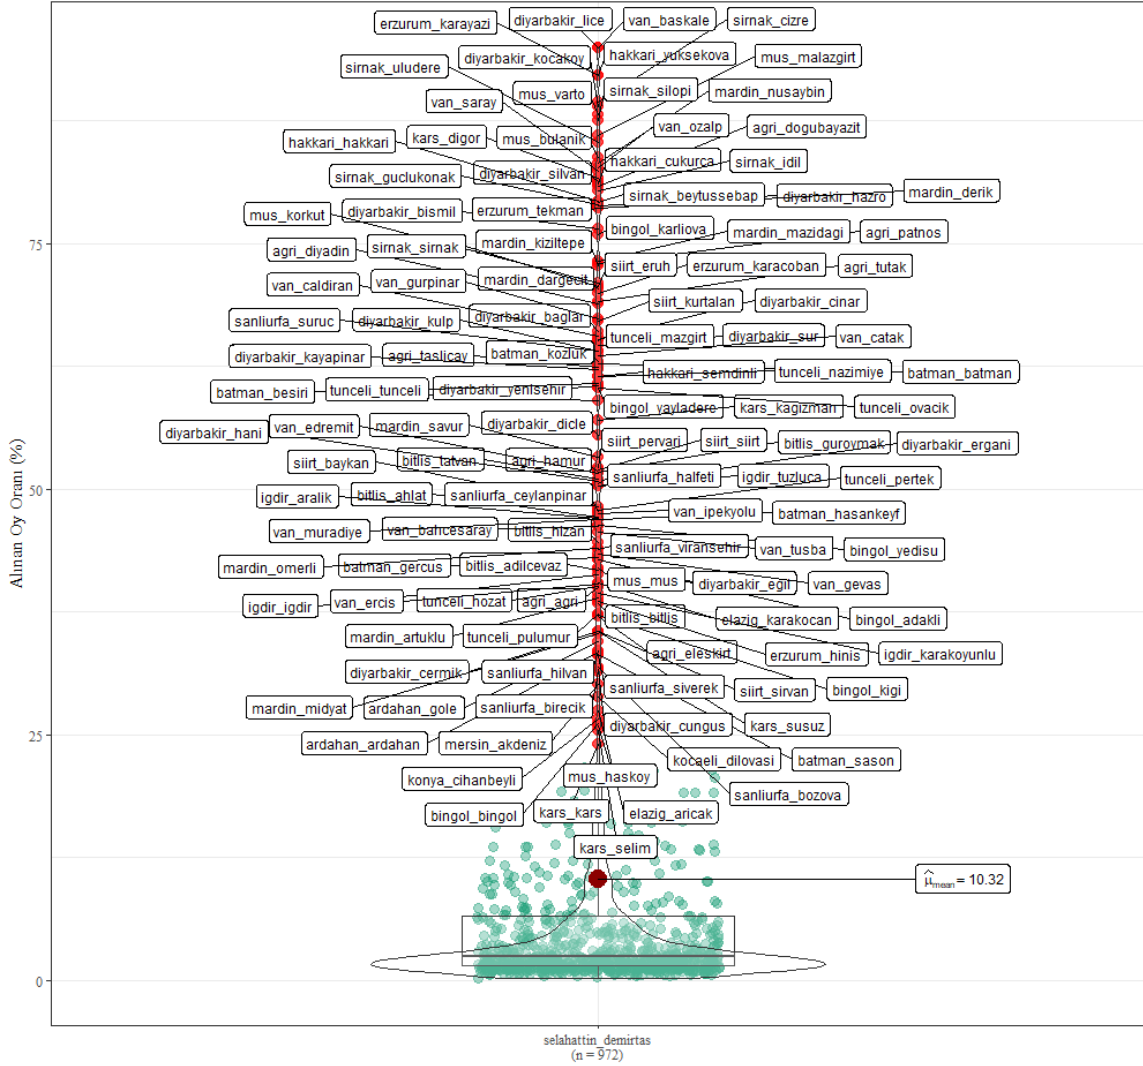 erzurum_karayazi
diyarbakir_lice
van_baskale
sirnak_cizre
diyarbakir_kocakoy
hakkari_yuksekova
mus_malazgirt
sirnak_uludere
mus_varto
sirnak_silopi
mardin_nusaybin
van_saray
van_ozalp
agri_dogubayazit
hakkari_hakkari
kars_digor
mus_bulanik
hakkari_cukurca
sirnak_idil
sirnak_guclukonak
diyarbakir_silvan
sirnak_beytussebap
diyarbakir_hazro
mardin_derik
mus_korkut
diyarbakir_bismil
erzurum_tekman
bingol_karliova
mardin_mazidagi
agri_patnos
75
agri_diyadin
sirnak_sirnak
mardin_kiziltepe
siirt_eruh
erzurum_karacoban
agri_tutak
van_caldiran
van_gurpinar
mardin_dargecit
siirt_kurtalan
diyarbakir_cinar
sanliurfa_suruc
diyarbakir_kulp
diyarbakir_baglar
tunceli_mazgirt
diyarbakir_sur
van_catak
diyarbakir_kayapinar
agri_taslicay
batman_kozluk
hakkari_semdinli
tunceli_nazimiye
batman_batman
batman_besiri
tunceli_tunceli
diyarbakir_yenisehir
bingol_yayladere
kars_kagizman
tunceli_ovacik
diyarbakir_hani
van_edremit
mardin_savur
diyarbakir_dicle
siirt_pervari
siirt_siirt
bitlis_guroymak
diyarbakir_ergani
siirt_baykan
bitlis_tatvan
agri_hamur
sanliurfa_halfeti
igdir_tuzluca
tunceli_pertek
50
igdir_aralik
bitlis_ahlat
sanliurfa_ceylanpinar
van_ipekyolu
batman_hasankeyf
van_muradiye
van_bahcesaray
bitlis_hizan
sanliurfa_viransehir
van_tusba
bingol_yedisu
mardin_omerli
batman_gercus
bitlis_adilcevaz
mus_mus
diyarbakir_egil
van_gevas
igdir_igdir
van_ercis
tunceli_hozat
agri_agri
bitlis_bitlis
elazig_karakocan
bingol_adakli
mardin_artuklu
tunceli_pulumur
agri_eleskirt
erzurum_hinis
igdir_karakoyunlu
diyarbakir_cermik
sanliurfa_hilvan
sanliurfa_siverek
siirt_sirvan
bingol_kigi
mardin_midyat
ardahan_gole
sanliurfa_birecik
diyarbakir_cungus
kars_susuz
25
ardahan_ardahan
mersin_akdeniz
kocaeli_dilovasi
batman_sason
konya_cihanbeyli
mus_haskoy
sanliurfa_bozova
bingol_bingol
kars_kars
elazig_aricak
kars_selim
μ̂mean = 10.32
0
Alınan Oy Oranı (%)
selahattin_demirtas
(n = 972)